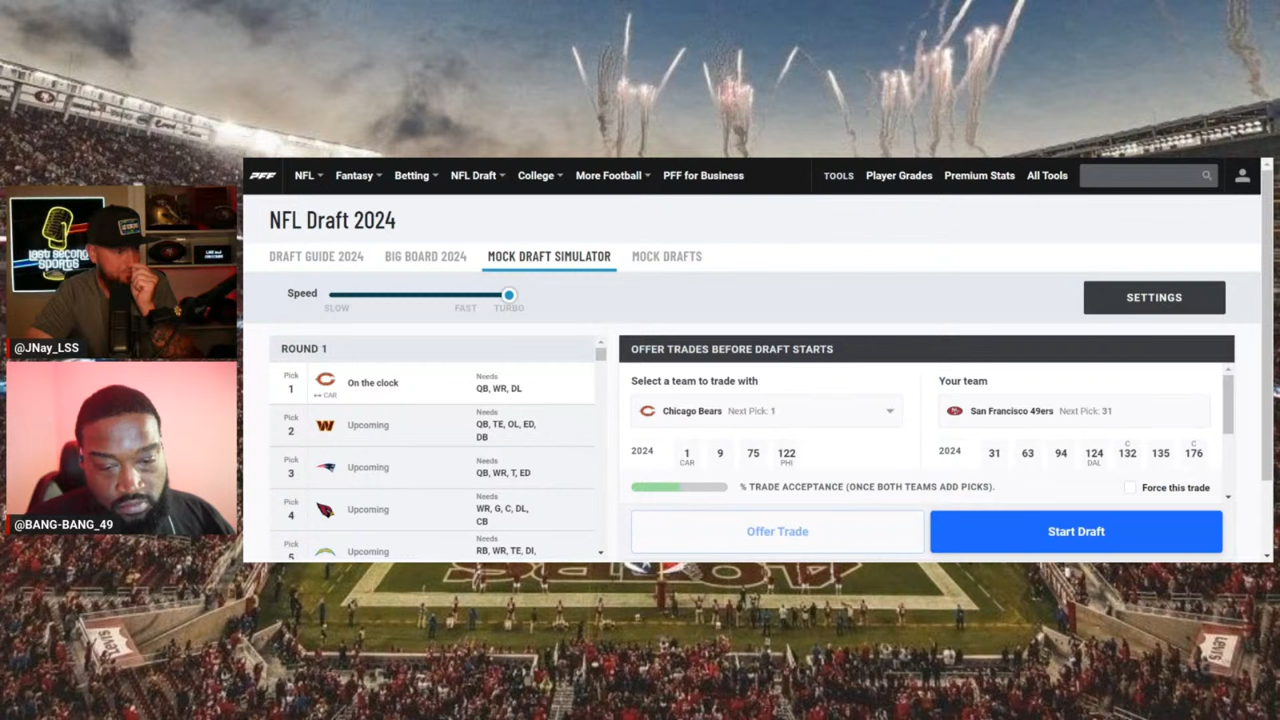 PFF
NFL
Fantasy
Betting
NFL Draft
College
More Football
PFF for Business
TOOLS
Player Grades
Premium Stats
All Tools
NFL Draft 2024
DRAFT GUIDE 2024
BIG BOARD 2024
MOCK DRAFT SIMULATOR
MOCK DRAFTS
Speed
SLOW
FAST
TURBO
SETTINGS
last second
sports
@JNay_LSS
@BANG-BANG_49
ROUND 1
Pick
1
CAR
On the clock
Needs
QB, WR, DL
Pick
2
Upcoming
Needs
QB, TE, OL, ED,
DB
Pick
3
Upcoming
Needs
QB, WR, T, ED
Pick
4
Upcoming
Needs
WR, G, C, DL,
CB
Pick
5
Upcoming
Needs
RB, WR, TE, DI,
OFFER TRADES BEFORE DRAFT STARTS
Select a team to trade with
Chicago Bears Next Pick: 1
2024 1 9 75 122
CAR PHI
Your team
San Francisco 49ers Next Pick: 31
C C
2024 31 63 94 124 132 135 176
DAL
% TRADE ACCEPTANCE (ONCE BOTH TEAMS ADD PICKS).
Force this trade
Offer Trade
Start Draft
LEVI'S
LEVI'S